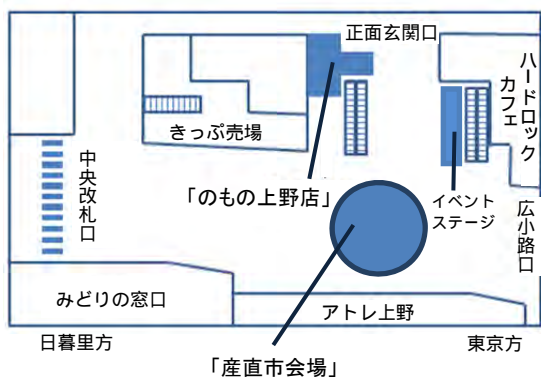 正面玄関口
ハードロック
カフェ
きっぷ売場
中央改札口
「のもの上野店」
イベント
ステージ
広小路口
みどりの窓口
アトレ上野
日暮里方
東京方
「産直市会場」